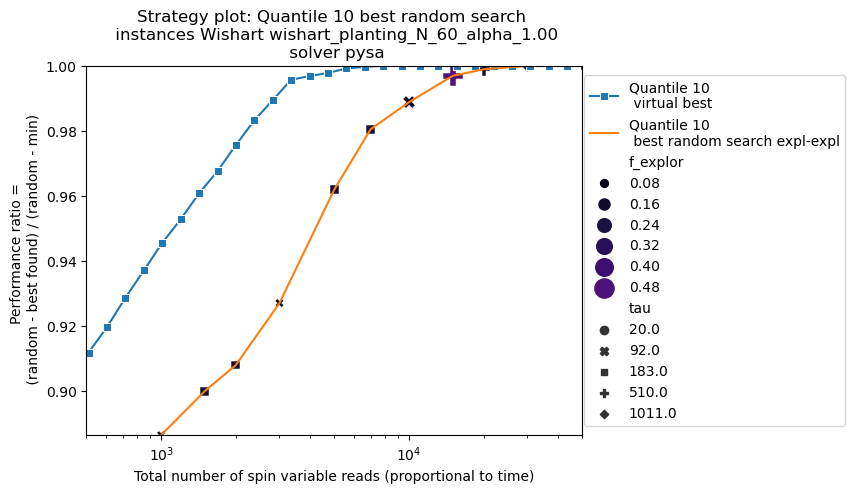 Strategy plot: Quantile 10 best random search
instances Wishart wishart_planting_N_60_alpha_1.00
solver pysa
Performance ratio =
(random - best found) / (random - min)
1.00
0.98
0.96
0.94
0.92
0.90
10^3
10^4
Total number of spin variable reads (proportional to time)
Quantile 10
virtual best
Quantile 10
best random search expl-expl
f_explor
0.08
0.16
0.24
0.32
0.40
0.48
tau
20.0
92.0
183.0
510.0
1011.0